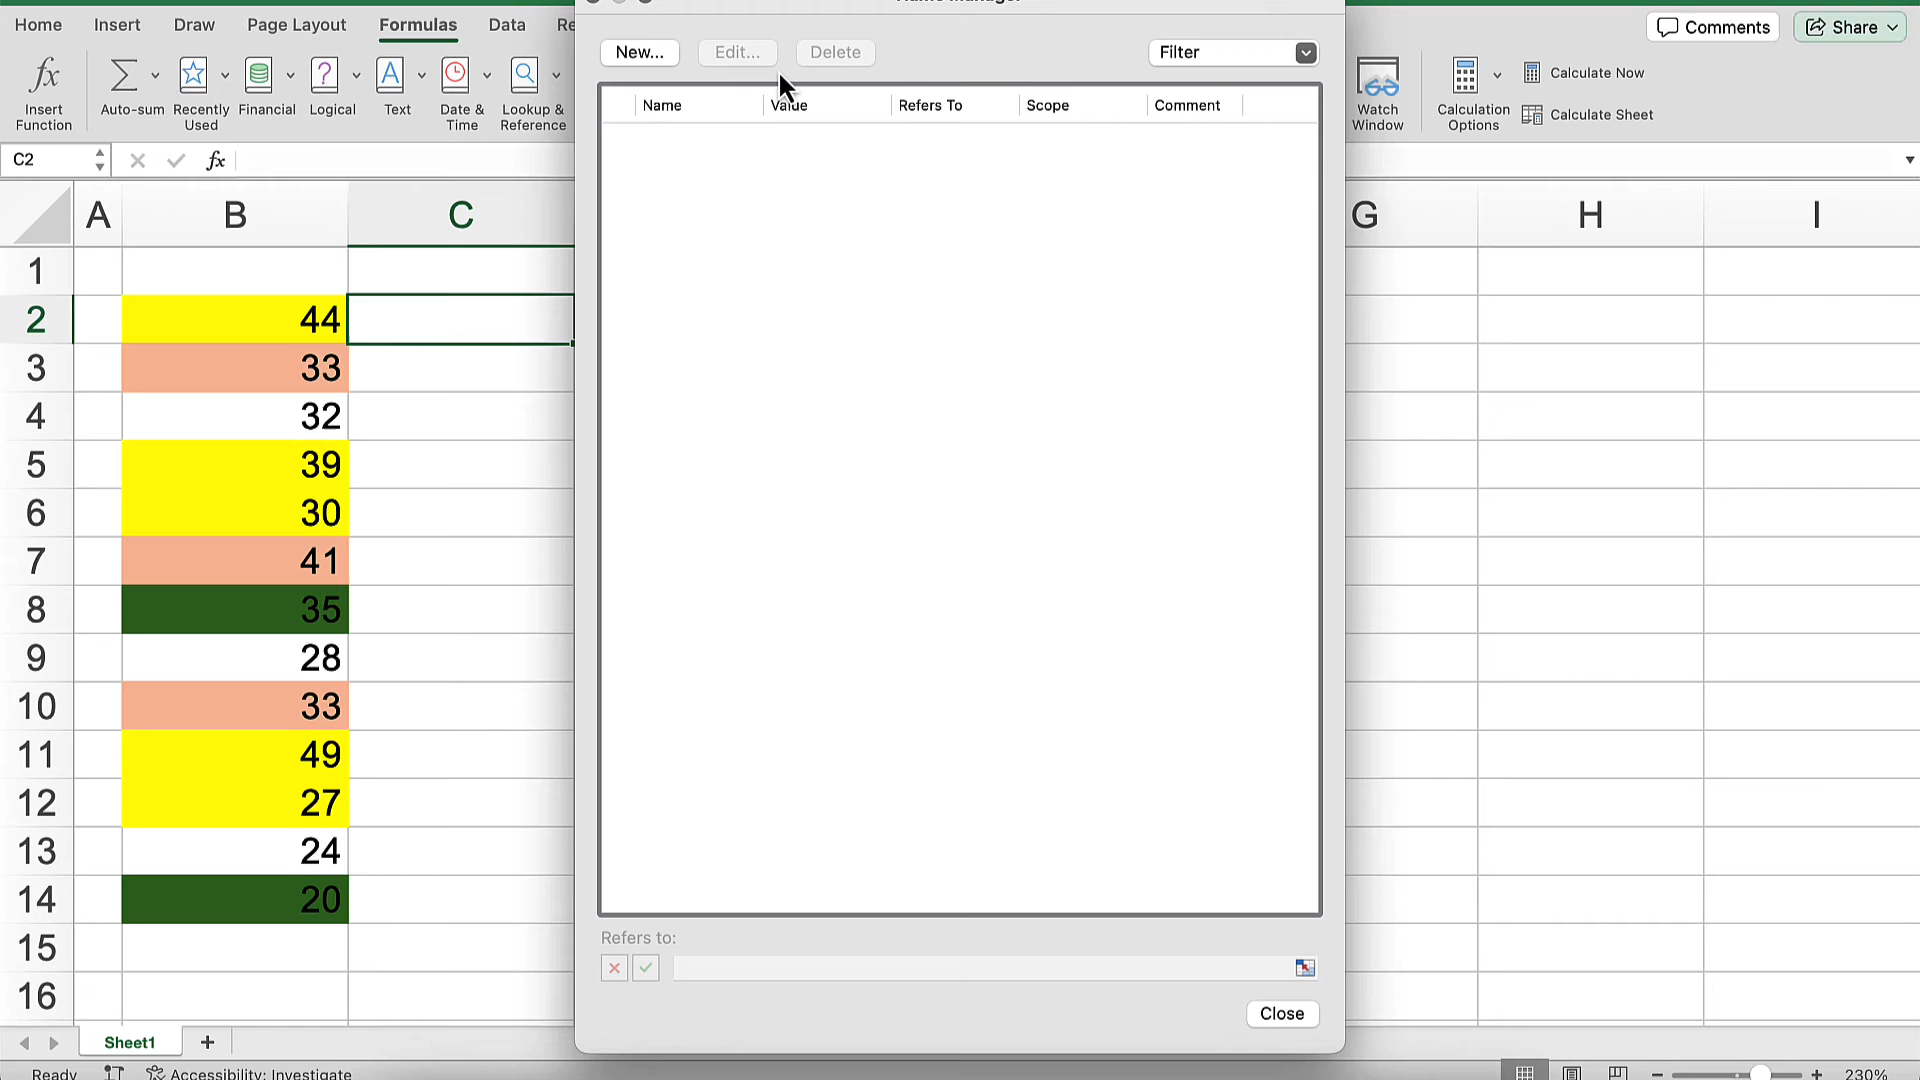 Home Insert Draw Page Layout Formulas Data Re
Comments Share
Insert Function
Auto-sum
Recently Used
Financial
Logical
Text
Date & Time
Lookup & Reference
Watch Window
Calculation Options
Calculate Now
Calculate Sheet
Name Manager
New... Edit... Delete Filter
Name Value Refers To Scope Comment
C2 fx
A B C G H I
1
2 44
3 33
4 32
5 39
6 30
7 41
8 35
9 28
10 33
11 49
12 27
13 24
14 20
15
16
Refers to:
Close
Sheet1 +
Ready Accessibility: Investigate 230%